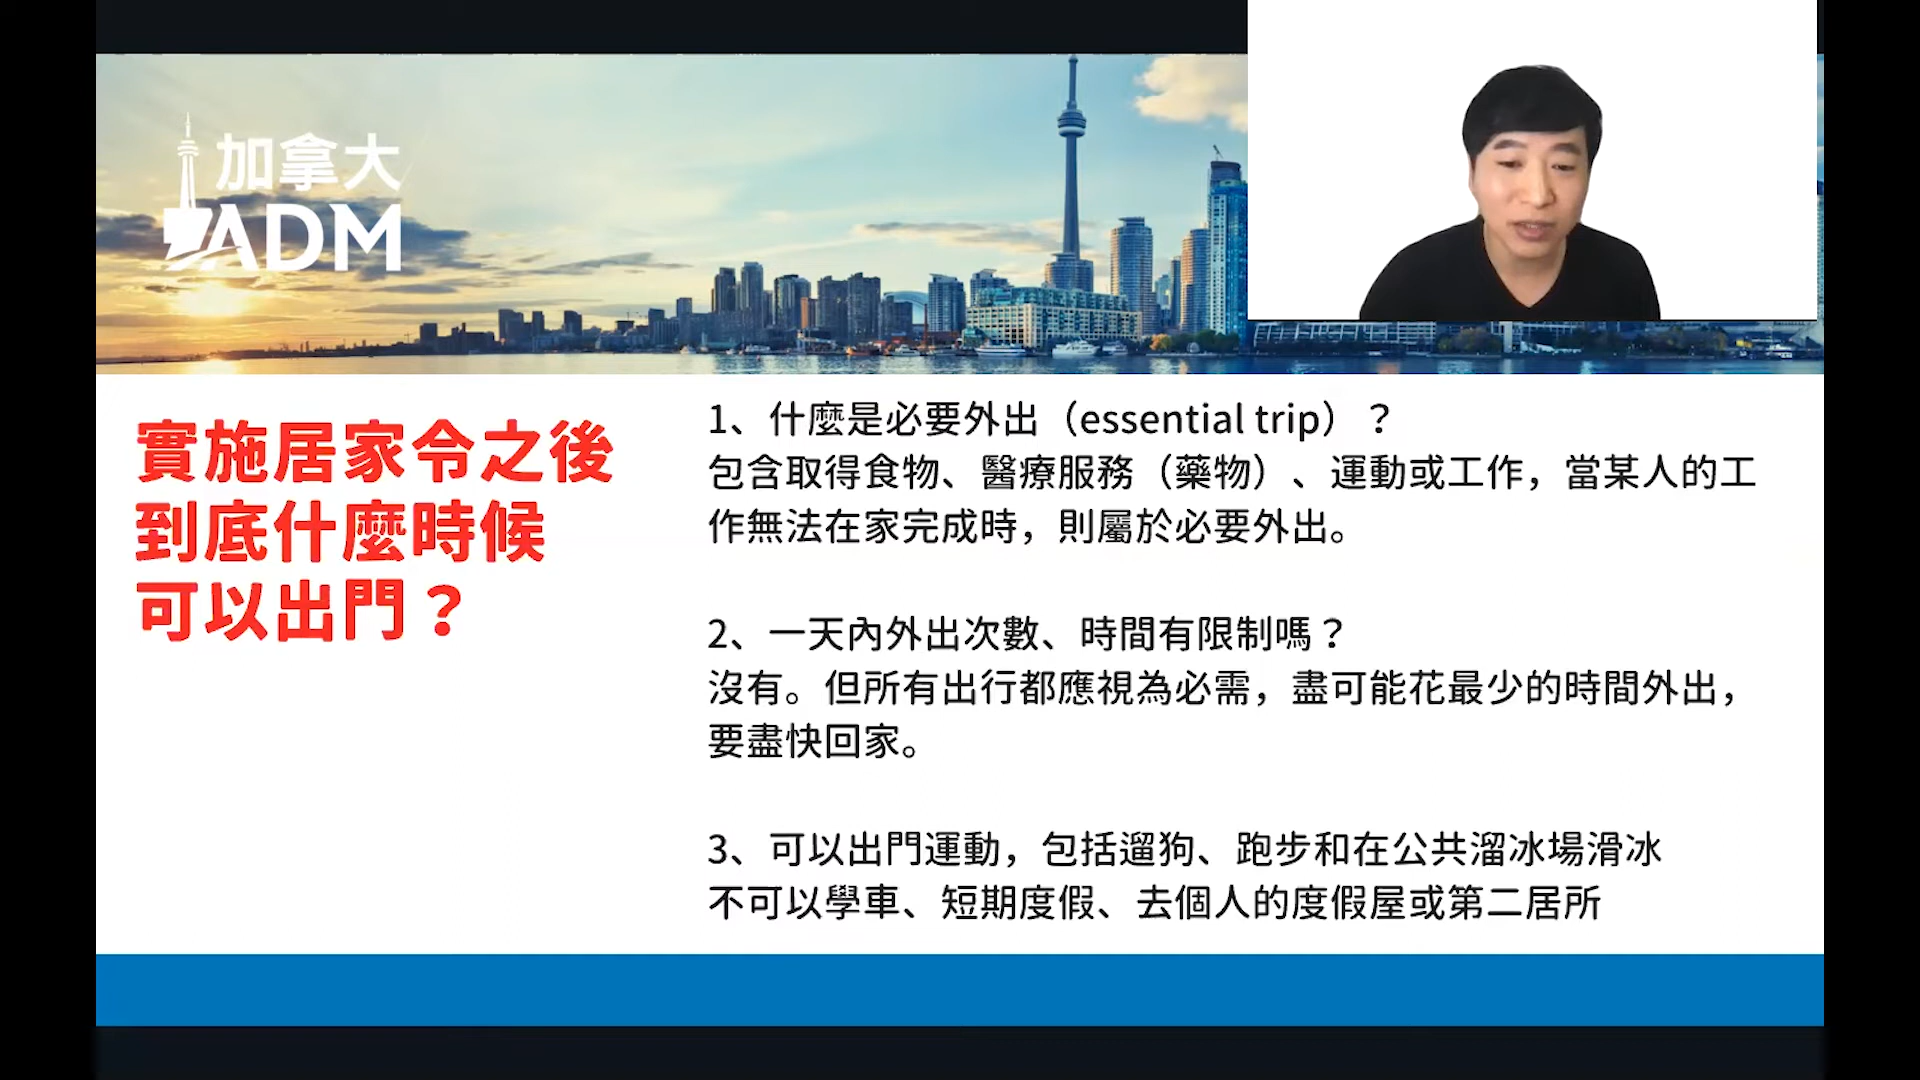 加拿大
ADM
實施居家令之後
到底什麼時候
可以出門？
1、什麼是必要外出（essential trip）？
包含取得食物、醫療服務（藥物）、運動或工作，當某人的工
作無法在家完成時，則屬於必要外出。
2、一天內外出次數、時間有限制嗎？
沒有。但所有出行都應視為必需，盡可能花最少的時間外出，
要盡快回家。
3、可以出門運動，包括遛狗、跑步和在公共溜冰場滑冰
不可以學車、短期度假、去個人的度假屋或第二居所